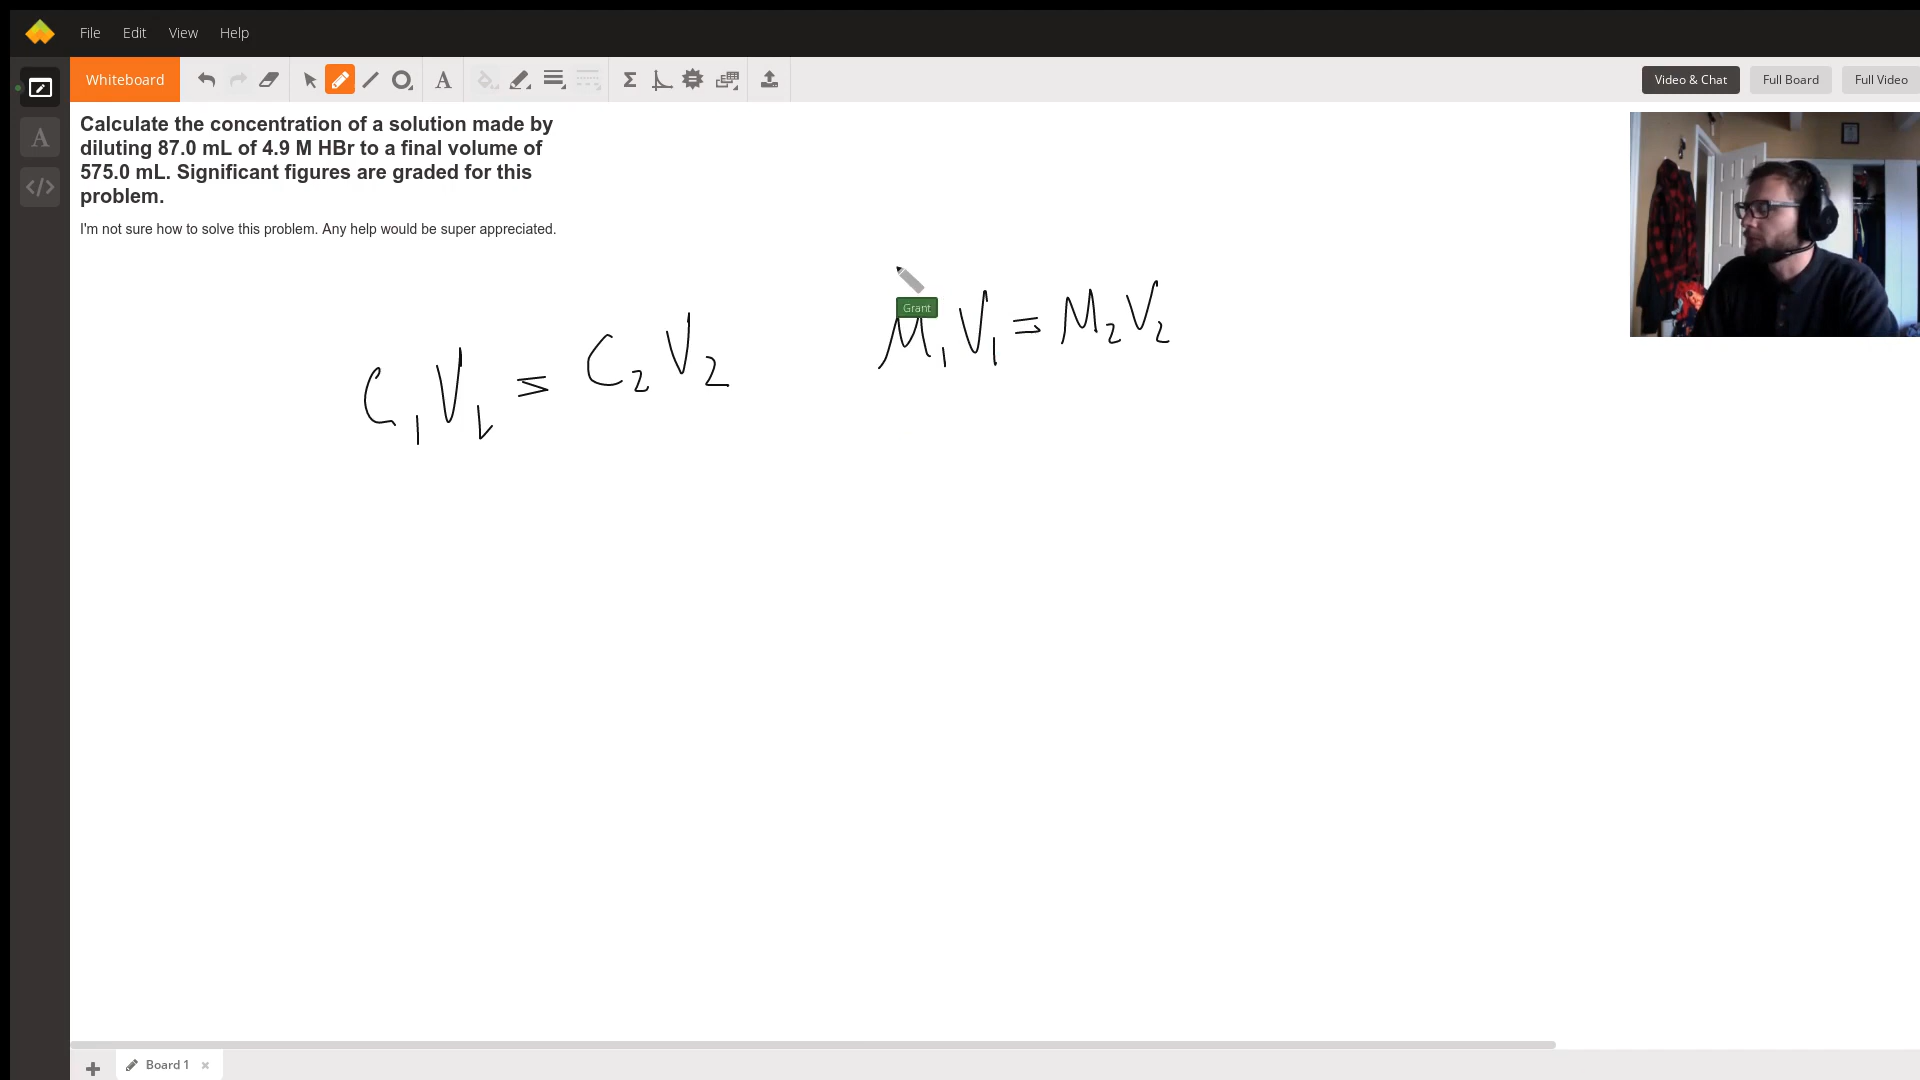 File Edit View Help
Whiteboard A Σ Video & Chat Full Board Full Video
A
</>
Calculate the concentration of a solution made by
diluting 87.0 mL of 4.9 M HBr to a final volume of
575.0 mL. Significant figures are graded for this
problem.
I'm not sure how to solve this problem. Any help would be super appreciated.
Grant
C₁V₁ = C₂V₂
M₁V₁ = M₂V₂
+ Board 1 ×